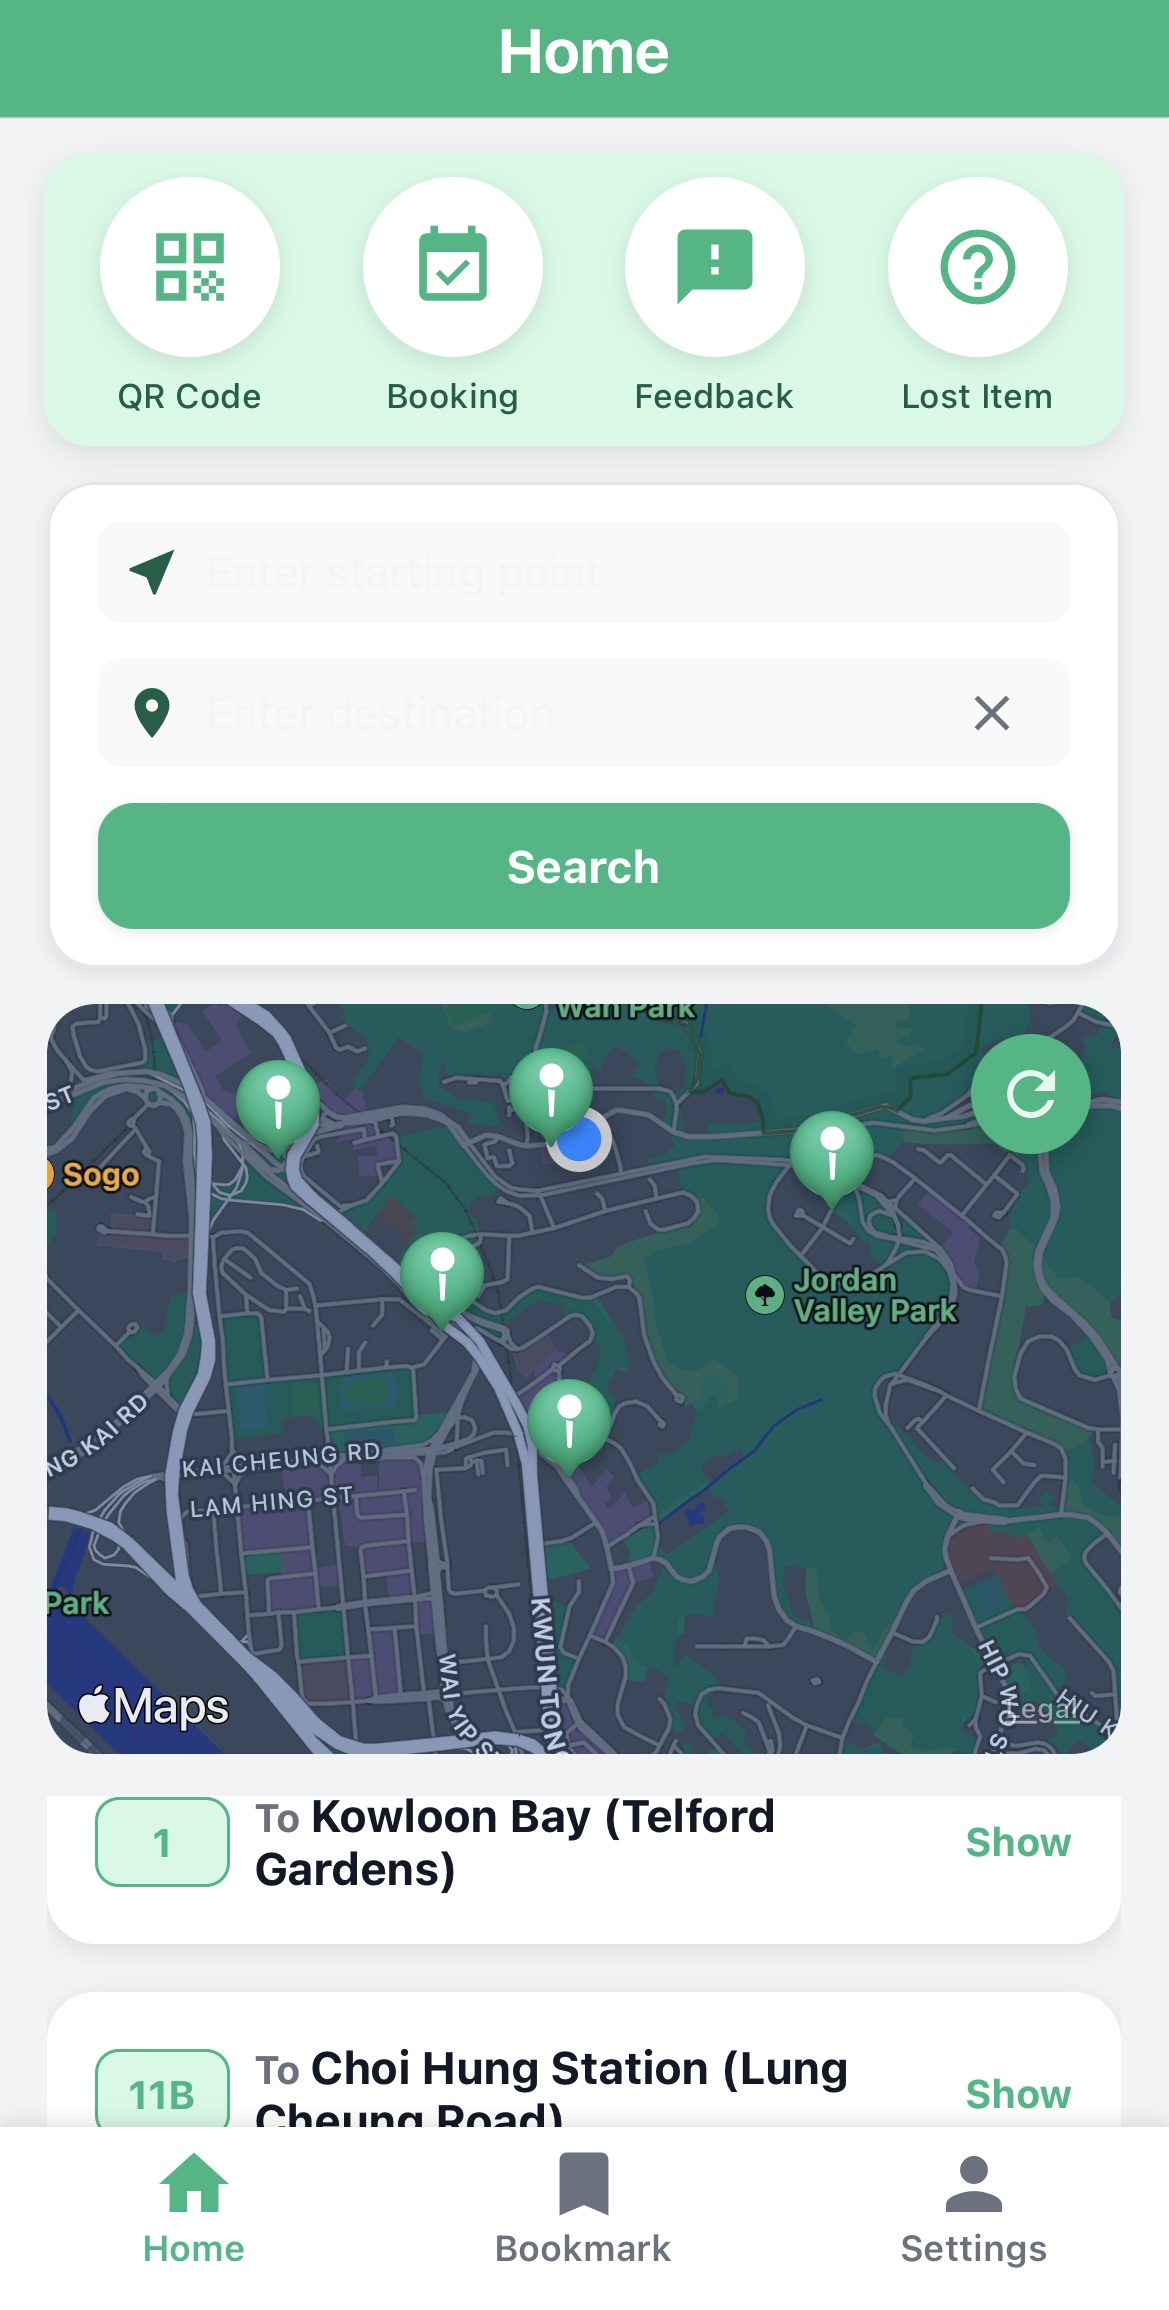 Home
QR Code
Booking
Feedback
Lost Item
Enter starting point
Enter destination
Search
Wan Park
ST
Sogo
Jordan
Valley Park
NG KAI RD
KAI CHEUNG RD
LAM HING ST
Park
KWUN TONG
WAI YIP S
HIP WO S
HIU K
Maps
Legal
1
To Kowloon Bay (Telford
Gardens)
Show
11B
To Choi Hung Station (Lung
Cheung Road)
Show
Home
Bookmark
Settings